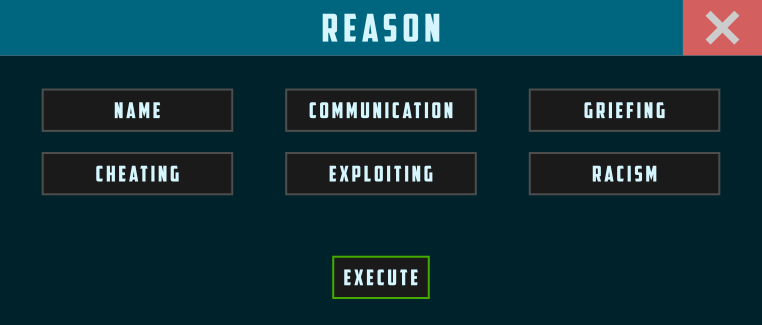 REASON
NAME
COMMUNICATION
GRIEFING
CHEATING
EXPLOITING
RACISM
EXECUTE